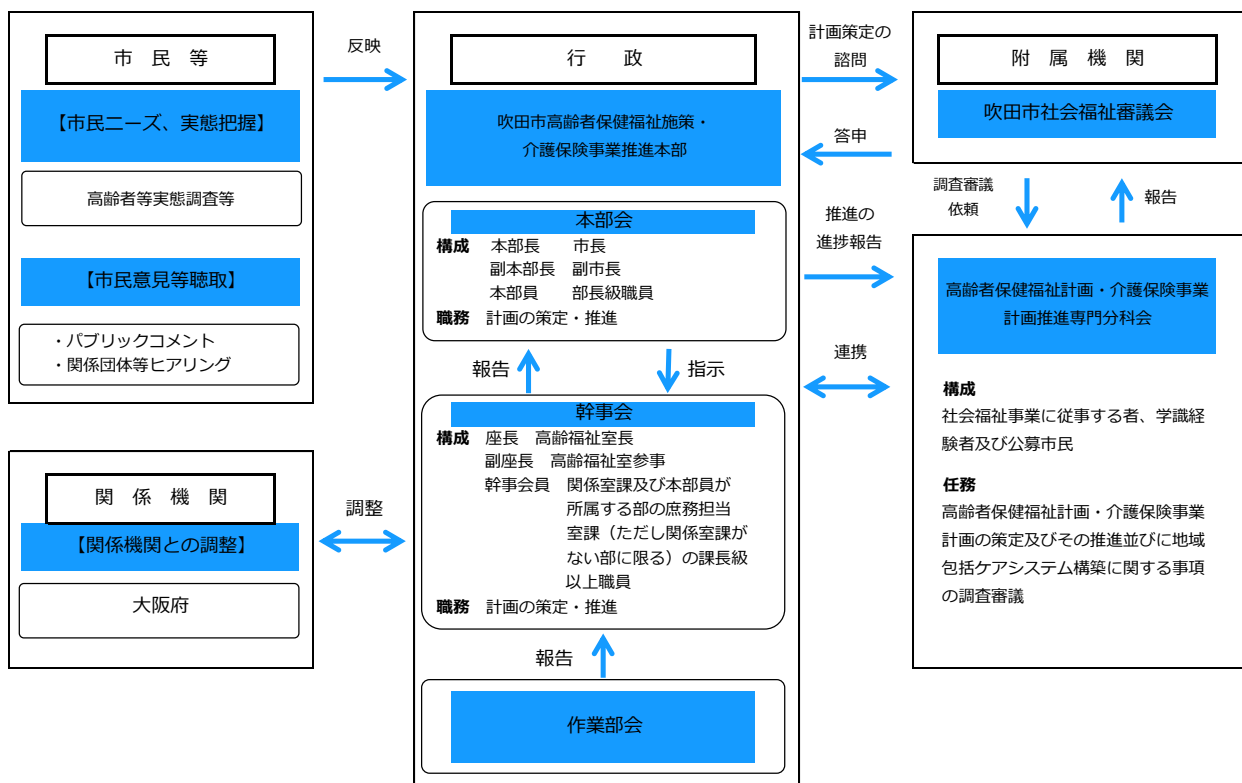 市 民 等
【市民ニーズ、実態把握】
高齢者等実態調査等
【市民意見等聴取】
・パブリックコメント
・関係団体等ヒアリング
関 係 機 関
【関係機関との調整】
大阪府
反映
調整
行 政
吹田市高齢者保健福祉施策・
介護保険事業推進本部
本部会
構成 本部長 市長
副本部長 副市長
本部員 部長級職員
職務 計画の策定・推進
報告
指示
幹事会
構成 座長 高齢福祉室長
副座長 高齢福祉室参事
幹事会員 関係室課及び本部員が
所属する部の庶務担当
室課（ただし関係室課が
ない部に限る）の課長級
以上職員
職務 計画の策定・推進
報告
作業部会
計画策定の
諮問
答申
推進の
進捗報告
連携
附 属 機 関
吹田市社会福祉審議会
調査審議
依頼
報告
高齢者保健福祉計画・介護保険事業
計画推進専門分科会
構成
社会福祉事業に従事する者、学識経
験者及び公募市民
任務
高齢者保健福祉計画・介護保険事業
計画の策定及びその推進並びに地域
包括ケアシステム構築に関する事項
の調査審議